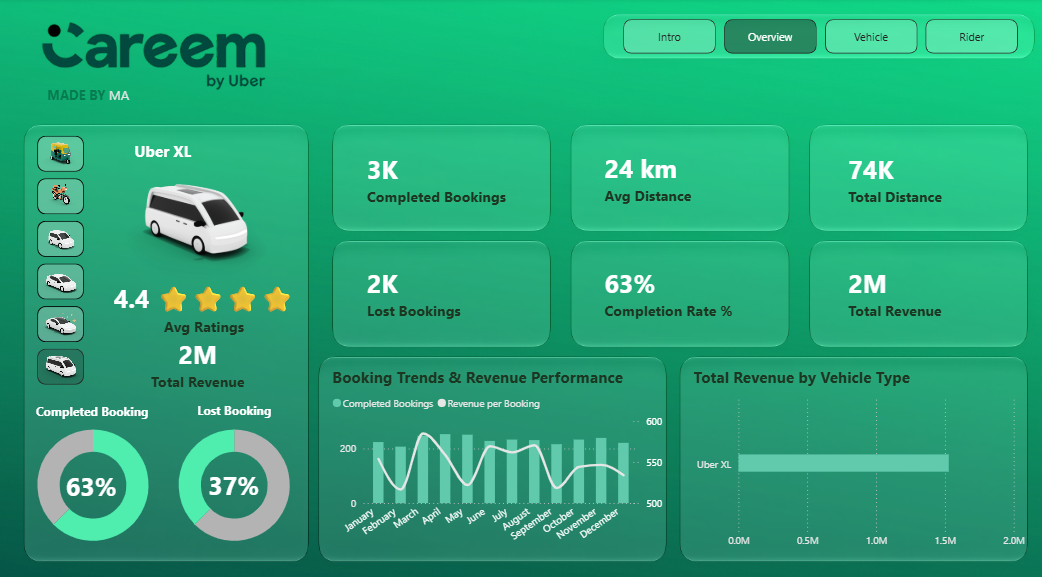 Careem
by Uber
MADE BY MA
Intro
Overview
Vehicle
Rider
Uber XL
4.4
Avg Ratings
2M
Total Revenue
Completed Booking
Lost Booking
63%
37%
3K
Completed Bookings
24 km
Avg Distance
74K
Total Distance
2K
Lost Bookings
63%
Completion Rate %
2M
Total Revenue
Booking Trends & Revenue Performance
Completed Bookings
Revenue per Booking
200
0
600
550
500
January
February
March
April
May
June
July
August
September
October
November
December
Total Revenue by Vehicle Type
Uber XL
0.0M
0.5M
1.0M
1.5M
2.0M